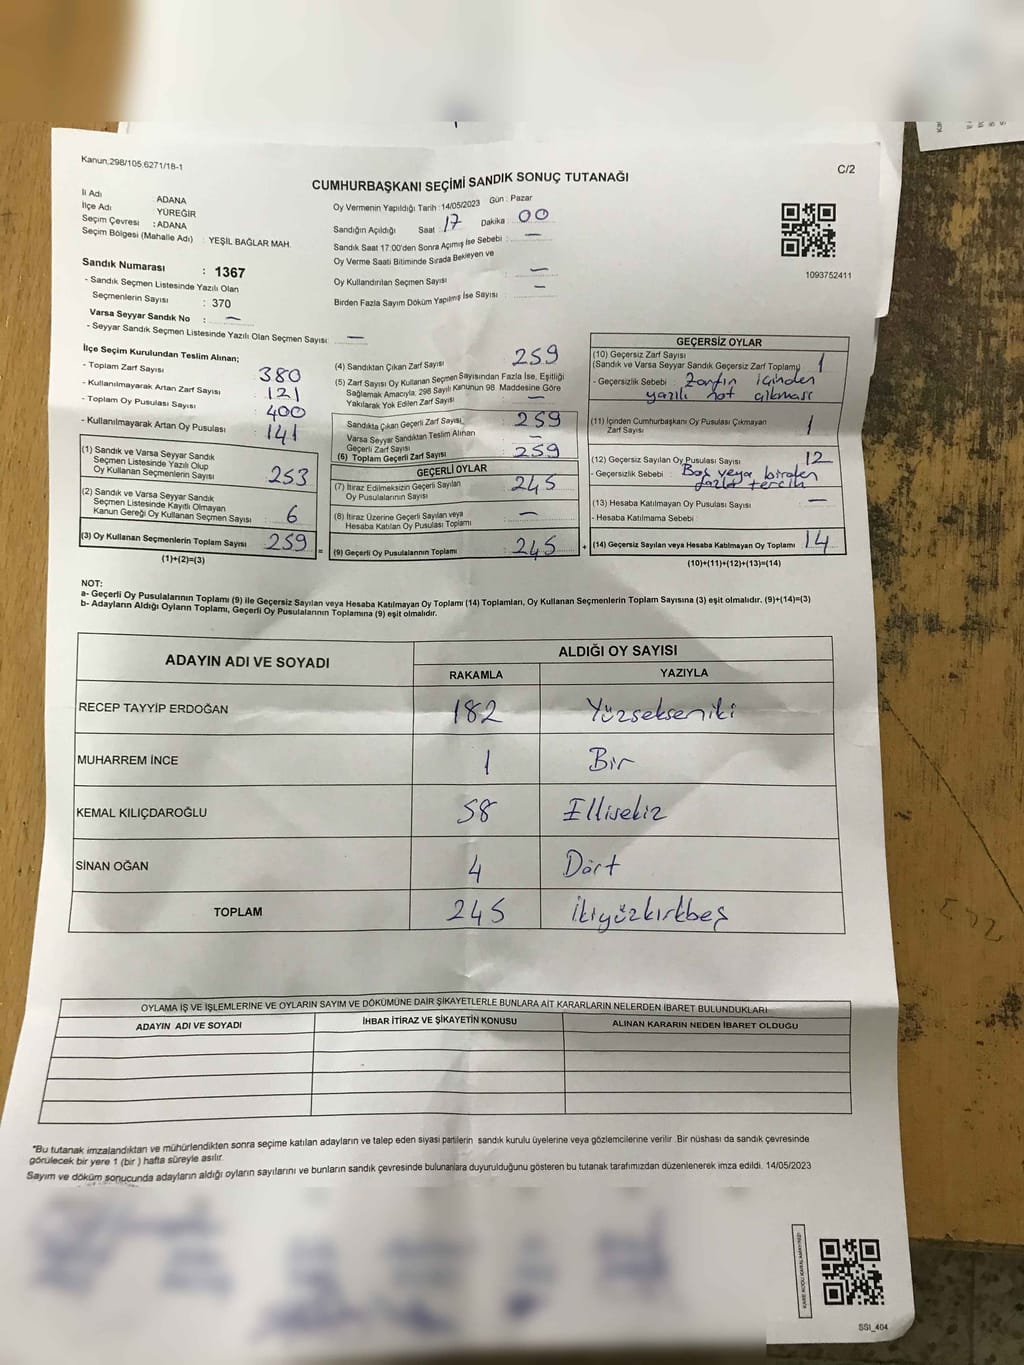 Kanun,298/105.6271/18-1
C/2
CUMHURBAŞKANI SEÇİMİ SANDIK SONUÇ TUTANAĞI
İl Adı ADANA
İlçe Adı YÜREĞİR
Seçim Çevresi : ADANA
Seçim Bölgesi (Mahalle Adı) : YEŞİL BAĞLAR MAH.
Sandık Numarası : 1367
- Sandık Seçmen Listesinde Yazılı Olan
Seçmenlerin Sayısı : 370
Varsa Seyyar Sandık No : —
- Seyyar Sandık Seçmen Listesinde Yazılı Olan Seçmen Sayısı: —
Oy Vermenin Yapıldığı Tarih : 14/05/2023 Gün : Pazar
Sandığın Açıldığı Saat : 17 Dakika : 00
Sandık Saat 17:00'den Sonra Açımış İse Sebebi : —
Oy Verme Saati Bitiminde Sırada Bekleyen ve
Oy Kullandırılan Seçmen Sayısı : —
Birden Fazla Sayım Döküm Yapılmış İse Sayısı : —
1093752411
İlçe Seçim Kurulundan Teslim Alınan;
- Toplam Zarf Sayısı 380
- Kullanılmayarak Artan Zarf Sayısı 121
- Toplam Oy Pusulası Sayısı 400
- Kullanılmayarak Artan Oy Pusulası 141
(1) Sandık ve Varsa Seyyar Sandık
Seçmen Listesinde Yazılı Olup
Oy Kullanan Seçmenlerin Sayısı : 253
(2) Sandık ve Varsa Seyyar Sandık
Seçmen Listesinde Kayıtlı Olmayan
Kanun Gereği Oy Kullanan Seçmen Sayısı : 6
(3) Oy Kullanan Seçmenlerin Toplam Sayısı : 259
(1)+(2)=(3)
(4) Sandıktan Çıkan Zarf Sayısı 259
(5) Zarf Sayısı Oy Kullanan Seçmen Sayısından Fazla İse, Eşitliği
Sağlamak Amacıyla, 298 Sayılı Kanunun 98. Maddesine Göre
Yakılarak Yok Edilen Zarf Sayısı : —
Sandıkta Çıkan Geçerli Zarf Sayısı, : 259
Varsa Seyyar Sandıktan Teslim Alınan
Geçerli Zarf Sayısı —
(6) Toplam Geçerli Zarf Sayısı : 259
GEÇERLİ OYLAR
(7) İtiraz Edilmeksizin Geçerli Sayılan
Oy Pusulalarının Sayısı : 245
(8) İtiraz Üzerine Geçerli Sayılan veya
Hesaba Katılan Oy Pusulası Toplamı : —
= (9) Geçerli Oy Pusulalarının Toplamı : 245
GEÇERSİZ OYLAR
(10) Geçersiz Zarf Sayısı
(Sandık ve Varsa Seyyar Sandık Geçersiz Zarf Toplamı) 1
- Geçersizlik Sebebi : Zarfın içinden
yazılı not çıkması
(11) İçinden Cumhurbaşkanı Oy Pusulası Çıkmayan
Zarf Sayısı 1
(12) Geçersiz Sayılan Oy Pusulası Sayısı : 12
- Geçersizlik Sebebi : Boş veya birden
fazla tercih
(13) Hesaba Katılmayan Oy Pusulası Sayısı : —
- Hesaba Katılmama Sebebi :
+ (14) Geçersiz Sayılan veya Hesaba Katılmayan Oy Toplamı : 14
(10)+(11)+(12)+(13)=(14)
NOT:
a- Geçerli Oy Pusulalarının Toplamı (9) ile Geçersiz Sayılan veya Hesaba Katılmayan Oy Toplamı (14) Toplamları, Oy Kullanan Seçmenlerin Toplam Sayısına (3) eşit olmalıdır. (9)+(14)=(3)
b- Adayların Aldığı Oyların Toplamı, Geçerli Oy Pusulalarının Toplamına (9) eşit olmalıdır.
ADAYIN ADI VE SOYADI ALDIĞI OY SAYISI
RAKAMLA YAZIYLA
RECEP TAYYİP ERDOĞAN 182 Yüzsekseniki
MUHARREM İNCE 1 Bir
KEMAL KILIÇDAROĞLU 58 Ellisekiz
SİNAN OĞAN 4 Dört
TOPLAM 245 İkiyüzkırkbeş
OYLAMA İŞ VE İŞLEMLERİNE VE OYLARIN SAYIM VE DÖKÜMÜNE DAİR ŞİKAYETLERLE BUNLARA AİT KARARLARIN NELERDEN İBARET BULUNDUKLARI
ADAYIN ADI VE SOYADI İHBAR İTİRAZ VE ŞİKAYETİN KONUSU ALINAN KARARIN NEDEN İBARET OLDUĞU
*Bu tutanak imzalandıktan ve mühürlendikten sonra seçime katılan adayların ve talep eden siyasi partilerin sandık kurulu üyelerine veya gözlemcilerine verilir .Bir nüshası da sandık çevresinde
görülecek bir yere 1 (bir ) hafta süreyle asılır.
Sayım ve döküm sonucunda adayların aldığı oyların sayılarını ve bunların sandık çevresinde bulunanlara duyurulduğunu gösteren bu tutanak tarafımızdan düzenlenerek imza edildi. 14/05/2023
SSİ_404